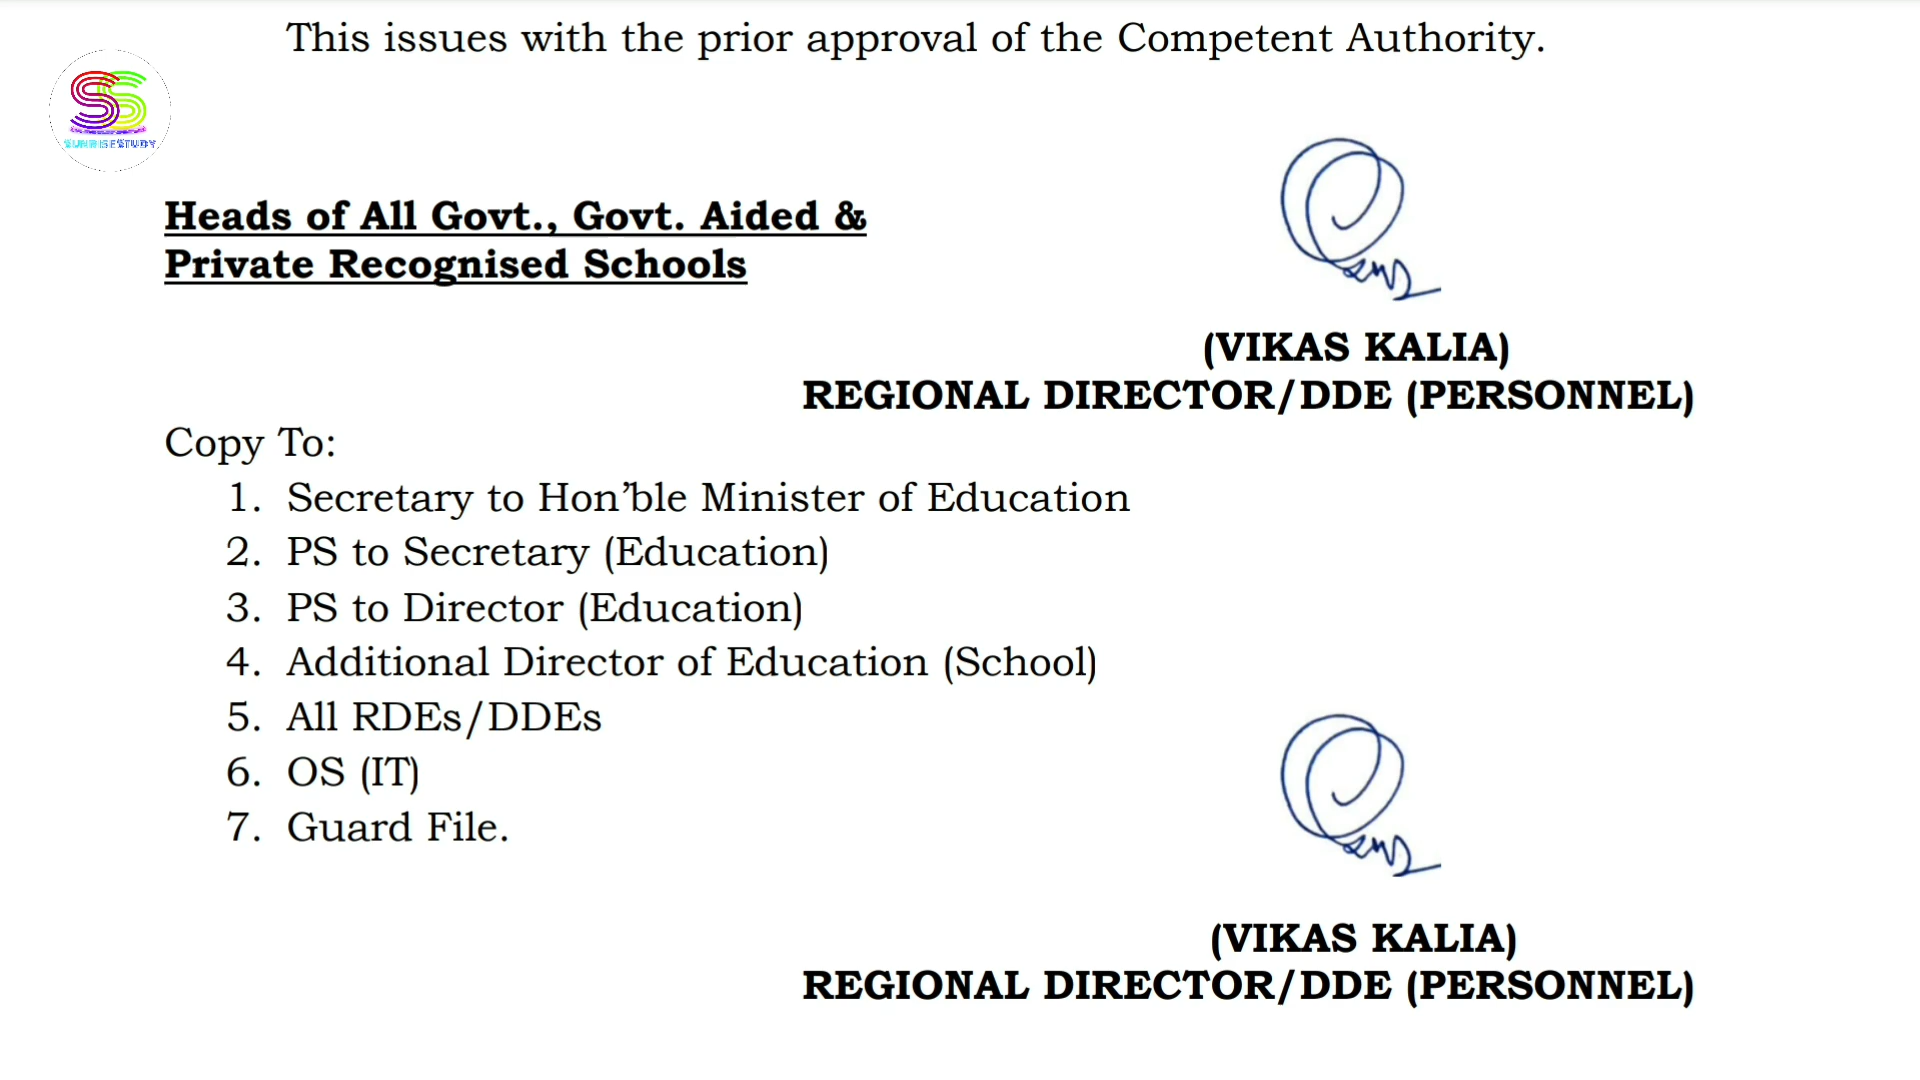 This issues with the prior approval of the Competent Authority.
SS
SUNRISESTUDY
Heads of All Govt., Govt. Aided &
Private Recognised Schools
(VIKAS KALIA)
REGIONAL DIRECTOR/DDE (PERSONNEL)
Copy To:
1. Secretary to Hon’ble Minister of Education
2. PS to Secretary (Education)
3. PS to Director (Education)
4. Additional Director of Education (School)
5. All RDEs/DDEs
6. OS (IT)
7. Guard File.
(VIKAS KALIA)
REGIONAL DIRECTOR/DDE (PERSONNEL)